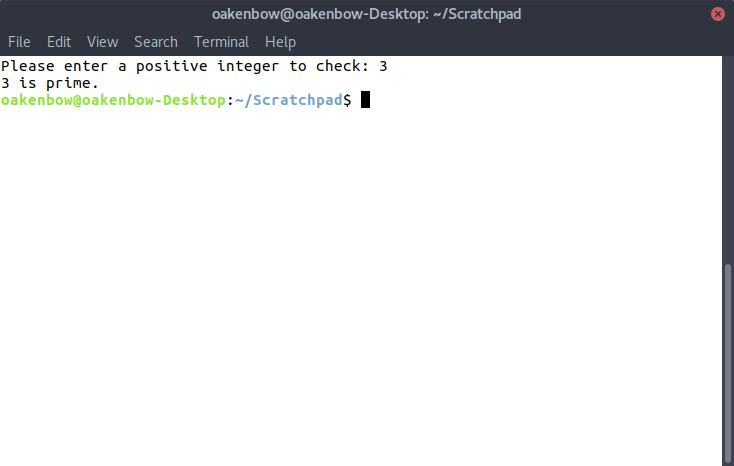 oakenbow@oakenbow-Desktop: ~/Scratchpad
File Edit View Search Terminal Help
Please enter a positive integer to check: 3
3 is prime.
oakenbow@oakenbow-Desktop:~/Scratchpad$